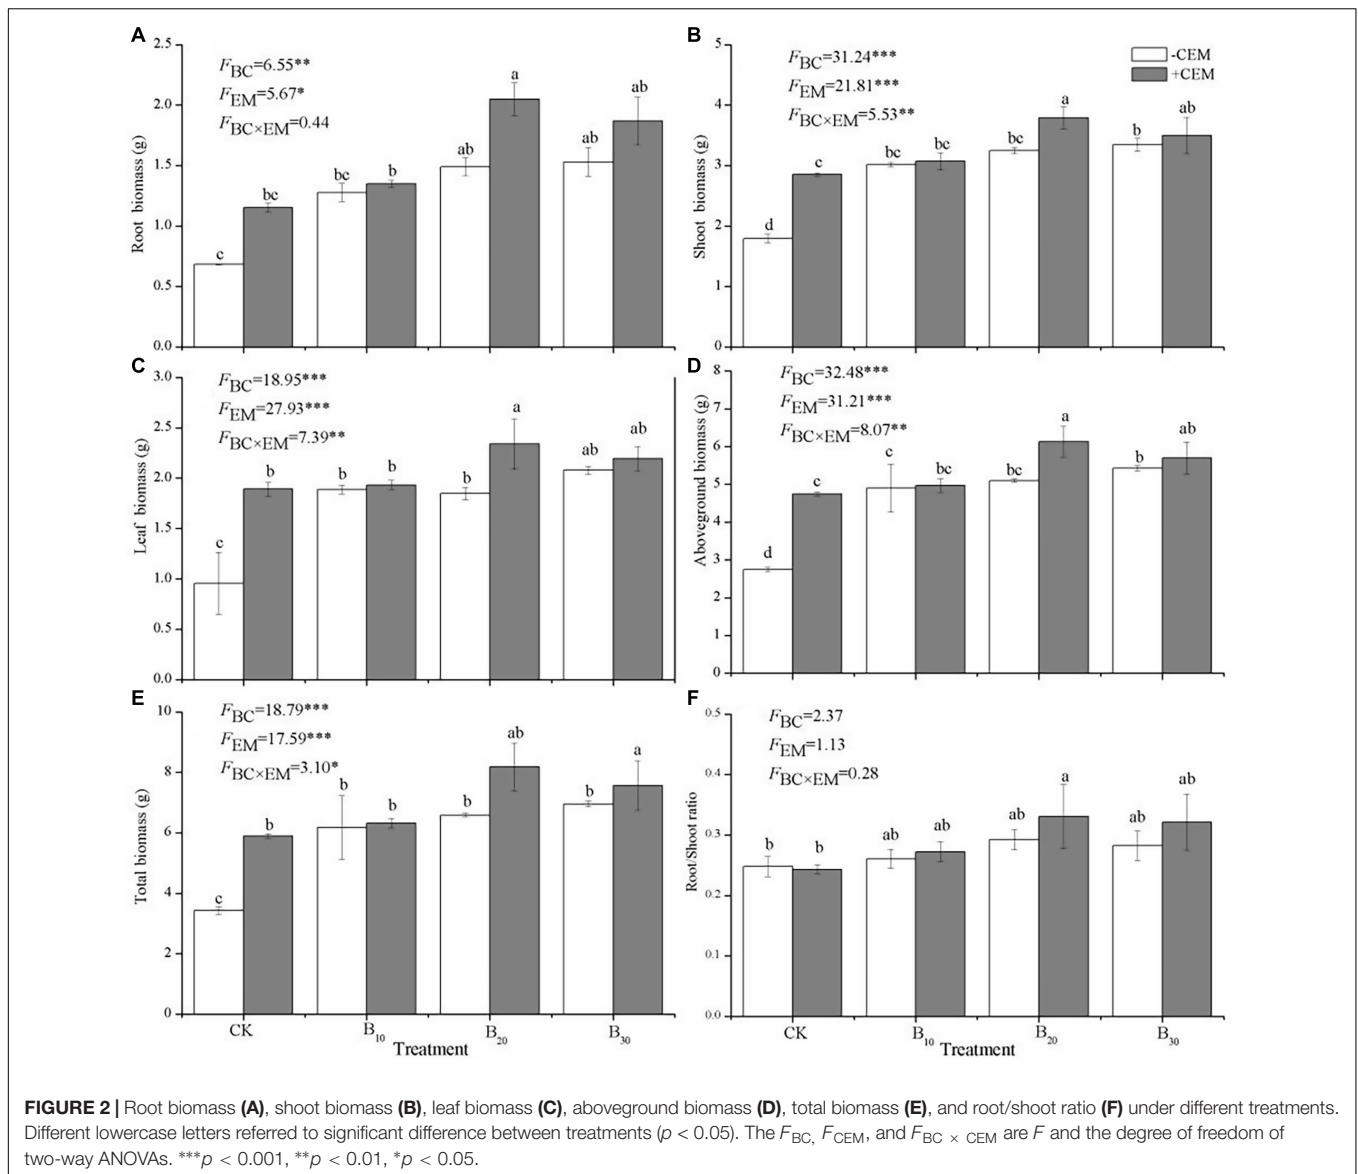 A
Root biomass (g)
2.5
2.0
1.5
1.0
0.5
0.0
F_BC=6.55**
F_EM=5.67*
F_BC×EM=0.44
c
bc
bc
b
ab
a
ab
ab
B
Shoot biomass (g)
5
4
3
2
1
0
F_BC=31.24***
F_EM=21.81***
F_BC×EM=5.53**
-CEM
+CEM
d
c
bc
bc
bc
a
b
ab
C
Leaf biomass (g)
3.0
2.5
2.0
1.5
1.0
0.5
0.0
F_BC=18.95***
F_EM=27.93***
F_BC×EM=7.39**
c
b
b
b
b
a
ab
ab
D
Aboveground biomass (g)
8
7
6
5
4
3
2
1
0
F_BC=32.48***
F_EM=31.21***
F_BC×EM=8.07**
d
c
c
bc
bc
a
b
ab
E
Total biomass (g)
10
8
6
4
2
0
F_BC=18.79***
F_EM=17.59***
F_BC×EM=3.10*
c
b
b
b
b
ab
b
a
CK
B10
B20
B30
Treatment
F
Root/Shoot ratio
0.5
0.4
0.3
0.2
0.1
0.0
F_BC=2.37
F_EM=1.13
F_BC×EM=0.28
b
b
ab
ab
ab
a
ab
ab
CK
B10
B20
B30
Treatment
FIGURE 2 | Root biomass (A), shoot biomass (B), leaf biomass (C), aboveground biomass (D), total biomass (E), and root/shoot ratio (F) under different treatments.
Different lowercase letters referred to significant difference between treatments (p < 0.05). The F_BC, F_CEM, and F_BC × CEM are F and the degree of freedom of
two-way ANOVAs. ***p < 0.001, **p < 0.01, *p < 0.05.